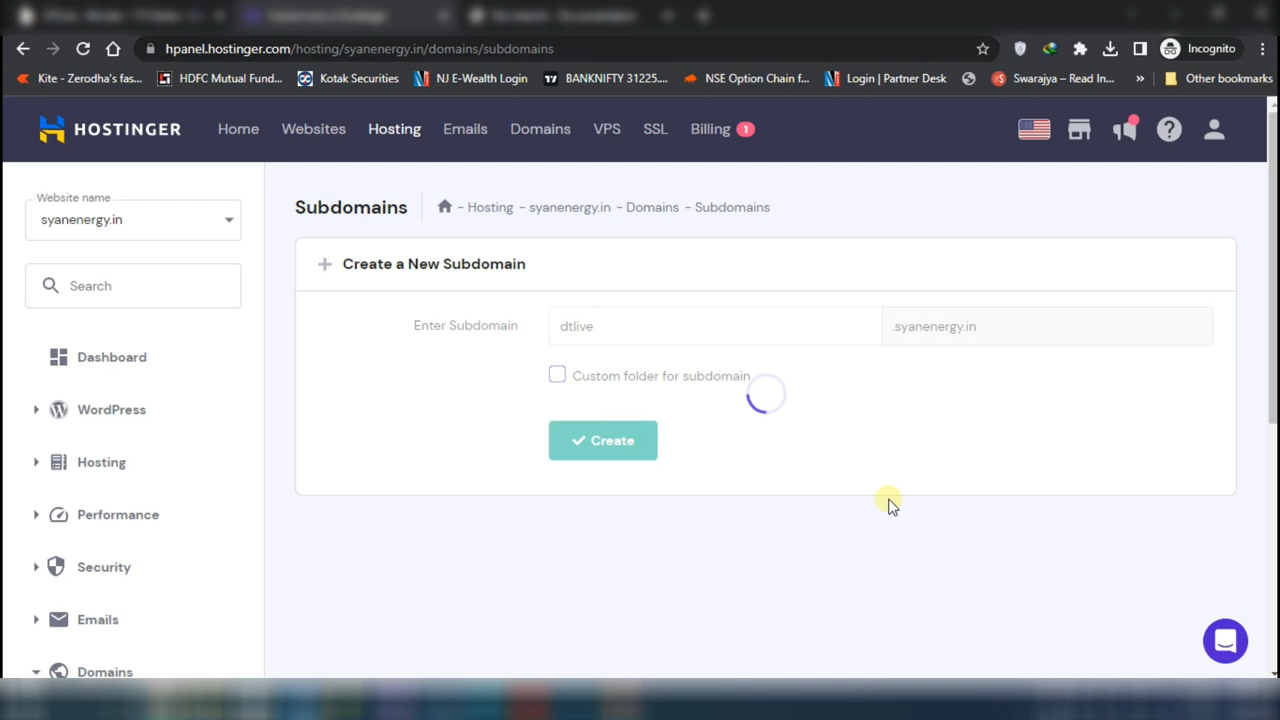 hpanel.hostinger.com/hosting/syanenergy.in/domains/subdomains
Incognito
Kite - Zerodha's fas...
HDFC Mutual Fund...
Kotak Securities
NJ E-Wealth Login
BANKNIFTY 31225....
NSE Option Chain f...
Login | Partner Desk
Swarajya – Read In...
»
Other bookmarks
HOSTINGER
Home
Websites
Hosting
Emails
Domains
VPS
SSL
Billing 1
Website name
syanenergy.in
Search
Dashboard
WordPress
Hosting
Performance
Security
Emails
Domains
Subdomains
- Hosting - syanenergy.in - Domains - Subdomains
Create a New Subdomain
Enter Subdomain
dtlive
.syanenergy.in
Custom folder for subdomain
Create